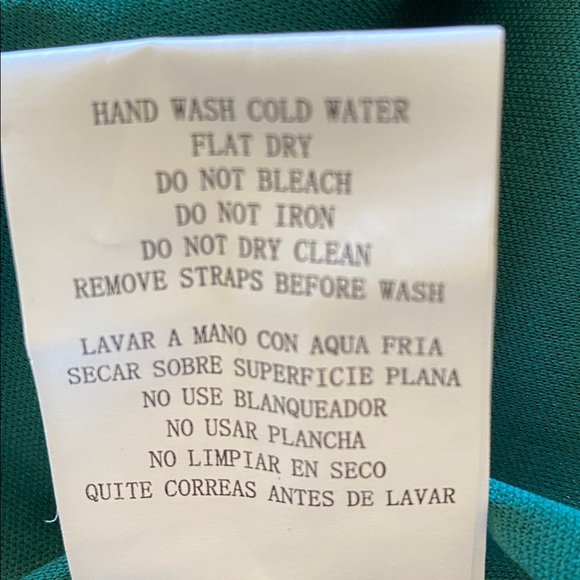 HAND WASH COLD WATER
FLAT DRY
DO NOT BLEACH
DO NOT IRON
DO NOT DRY CLEAN
REMOVE STRAPS BEFORE WASH
LAVAR A MANO CON AQUA FRIA
SECAR SOBRE SUPERFICIE PLANA
NO USE BLANQUEADOR
NO USAR PLANCHA
NO LIMPIAR EN SECO
QUITE CORREAS ANTES DE LAVAR